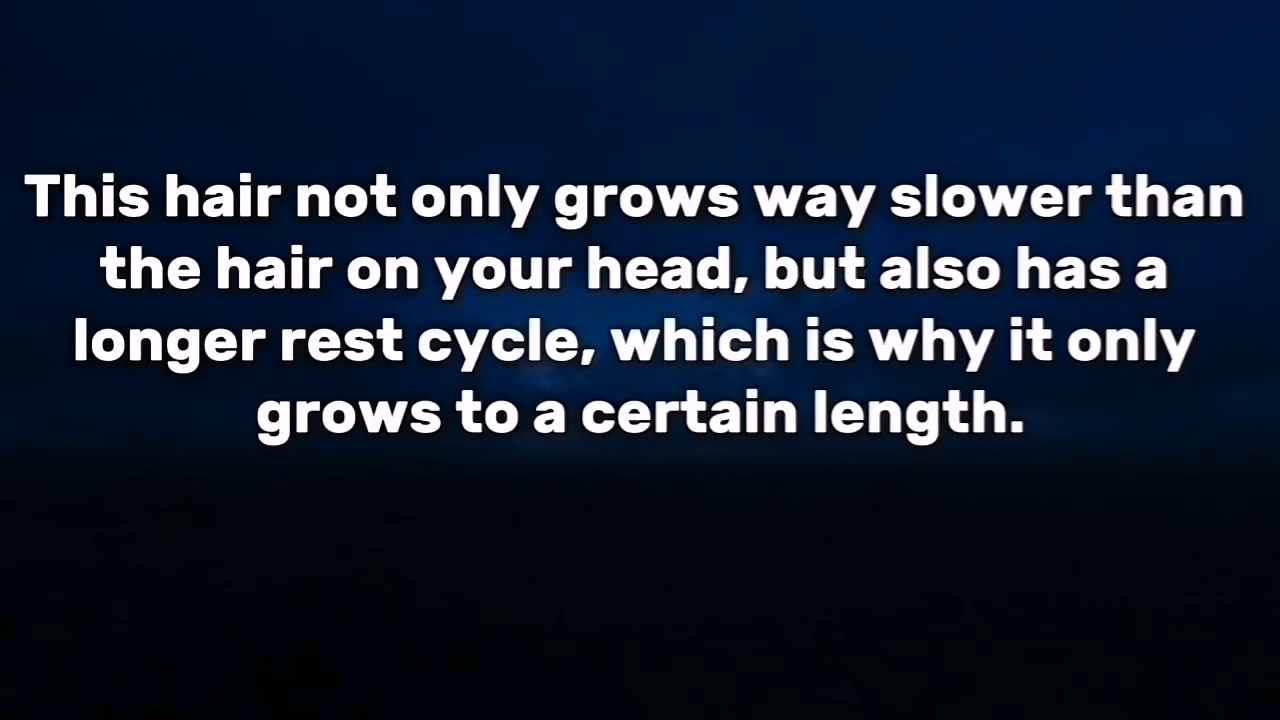 This hair not only grows way slower than
the hair on your head, but also has a
longer rest cycle, which is why it only
grows to a certain length.